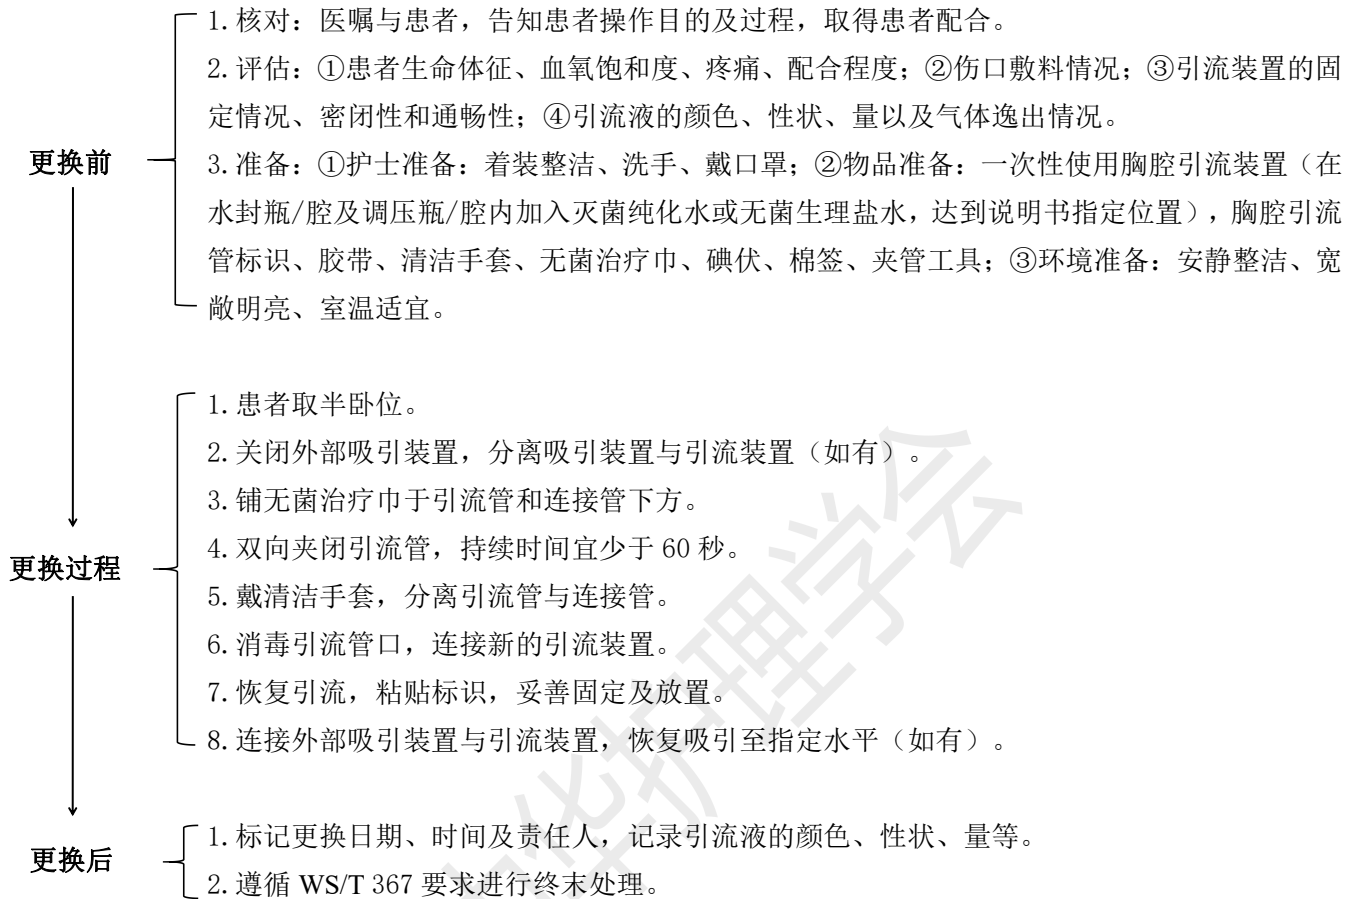 更换前
1.核对：医嘱与患者，告知患者操作目的及过程，取得患者配合。
2.评估：①患者生命体征、血氧饱和度、疼痛、配合程度；②伤口敷料情况；③引流装置的固
定情况、密闭性和通畅性；④引流液的颜色、性状、量以及气体逸出情况。
3.准备：①护士准备：着装整洁、洗手、戴口罩；②物品准备：一次性使用胸腔引流装置（在
水封瓶/腔及调压瓶/腔内加入灭菌纯化水或无菌生理盐水，达到说明书指定位置），胸腔引流
管标识、胶带、清洁手套、无菌治疗巾、碘伏、棉签、夹管工具；③环境准备：安静整洁、宽
敞明亮、室温适宜。
更换过程
1.患者取半卧位。
2.关闭外部吸引装置，分离吸引装置与引流装置（如有）。
3.铺无菌治疗巾于引流管和连接管下方。
4.双向夹闭引流管，持续时间宜少于 60 秒。
5.戴清洁手套，分离引流管与连接管。
6.消毒引流管口，连接新的引流装置。
7.恢复引流，粘贴标识，妥善固定及放置。
8.连接外部吸引装置与引流装置，恢复吸引至指定水平（如有）。
更换后
1.标记更换日期、时间及责任人，记录引流液的颜色、性状、量等。
2.遵循 WS/T 367 要求进行终末处理。
华护理学会